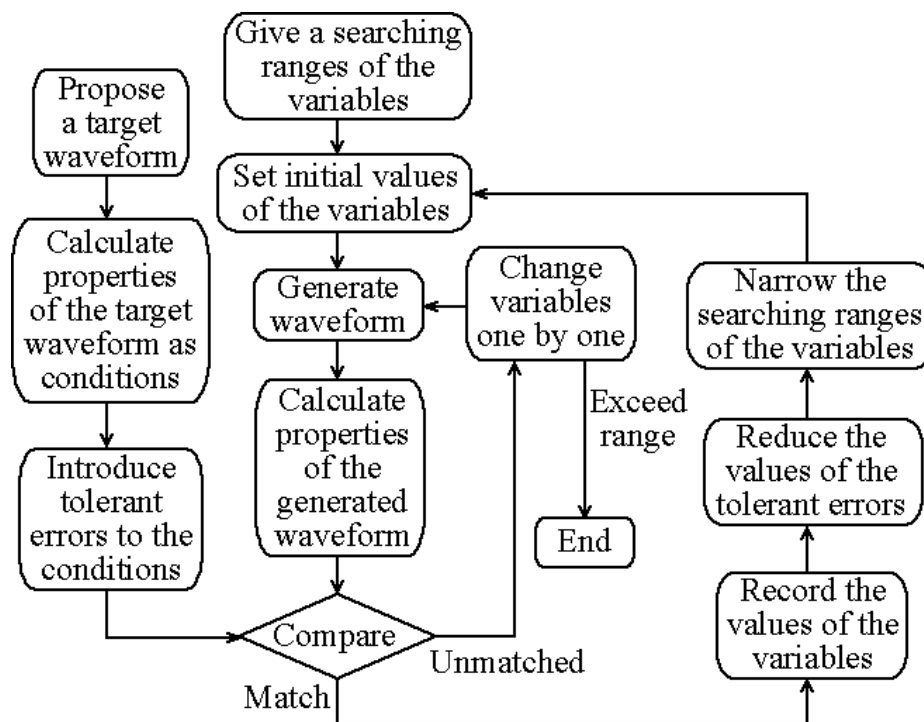 Give a searching
ranges of the
variables
Propose
a target
waveform
Set initial values
of the variables
Calculate
properties
of the target
waveform as
conditions
Generate
waveform
Change
variables
one by one
Narrow the
searching ranges
of the variables
Exceed
range
Calculate
properties
of the
generated
waveform
Introduce
tolerant
errors to the
conditions
Reduce the
values of the
tolerant errors
End
Record the
values of the
variables
Compare
Unmatched
Match